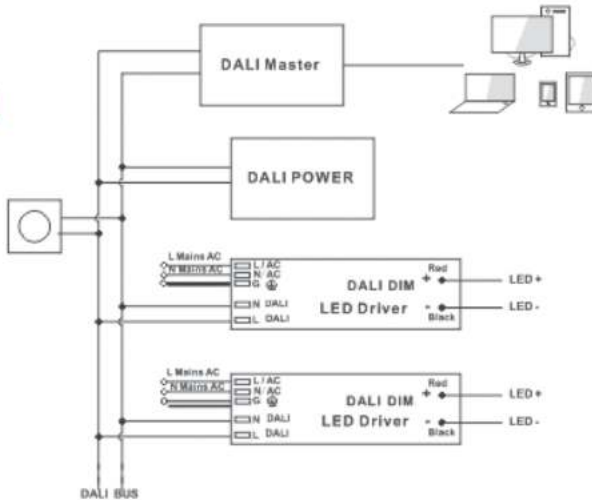 DALI Master
DALI POWER
L Mains AC
N Mains AC
L / AC
N / AC
G
N DALI
L DALI
DALI DIM
LED Driver
Red
+
-
Black
LED+
LED-
L Mains AC
N Mains AC
L / AC
N / AC
G
N DALI
L DALI
DALI DIM
LED Driver
Red
+
-
Black
LED+
LED-
DALI BUS